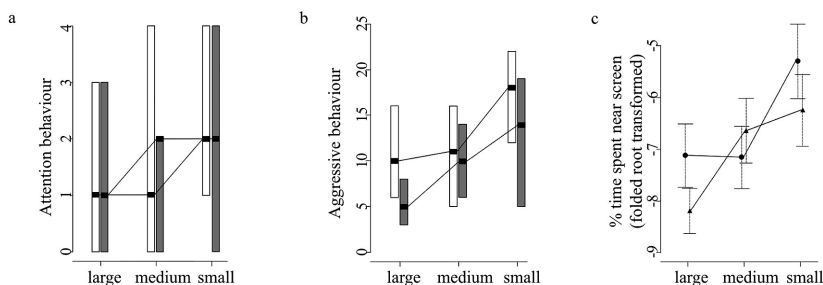 a
Attention behaviour
4
3
2
1
0
large medium small
b
Aggressive behaviour
25
20
15
10
5
0
large medium small
c
% time spent near screen
(folded root transformed)
-5
-6
-7
-8
-9
large medium small